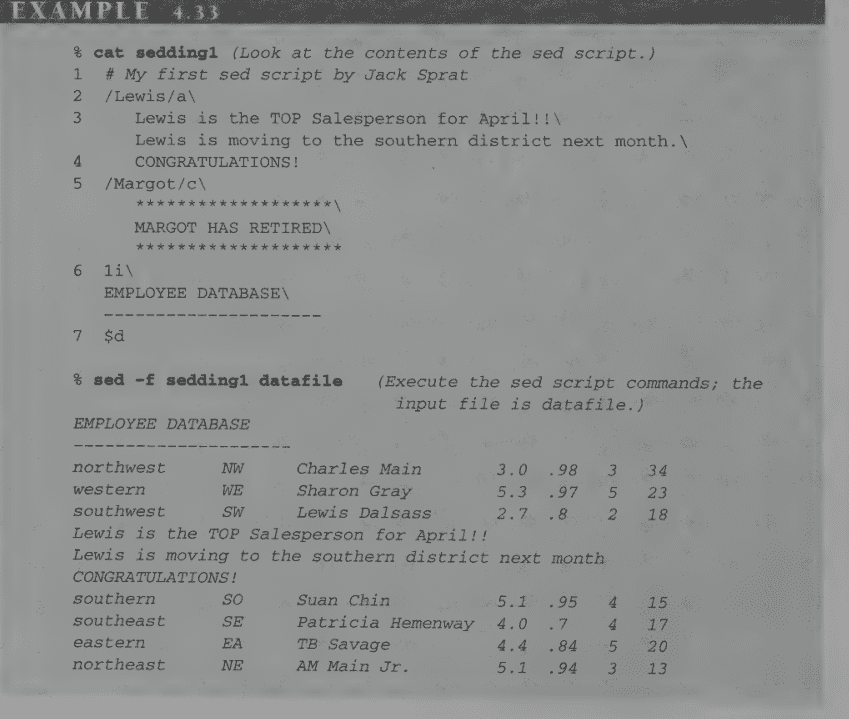 EXAMPLE 4.33
% cat sedding1 (Look at the contents of the sed script.)
1 # My first sed script by Jack Sprat
2 /Lewis/a\
3 Lewis is the TOP Salesperson for April!!\
Lewis is moving to the southern district next month.\
4 CONGRATULATIONS!
5 /Margot/c\
*******************\
MARGOT HAS RETIRED\
********************
6 1i\
EMPLOYEE DATABASE\
---------------------
7 $d
% sed -f sedding1 datafile (Execute the sed script commands; the
input file is datafile.)
EMPLOYEE DATABASE
---------------------
northwest NW Charles Main 3.0 .98 3 34
western WE Sharon Gray 5.3 .97 5 23
southwest SW Lewis Dalsass 2.7 .8 2 18
Lewis is the TOP Salesperson for April!!
Lewis is moving to the southern district next month
CONGRATULATIONS!
southern SO Suan Chin 5.1 .95 4 15
southeast SE Patricia Hemenway 4.0 .7 4 17
eastern EA TB Savage 4.4 .84 5 20
northeast NE AM Main Jr. 5.1 .94 3 13